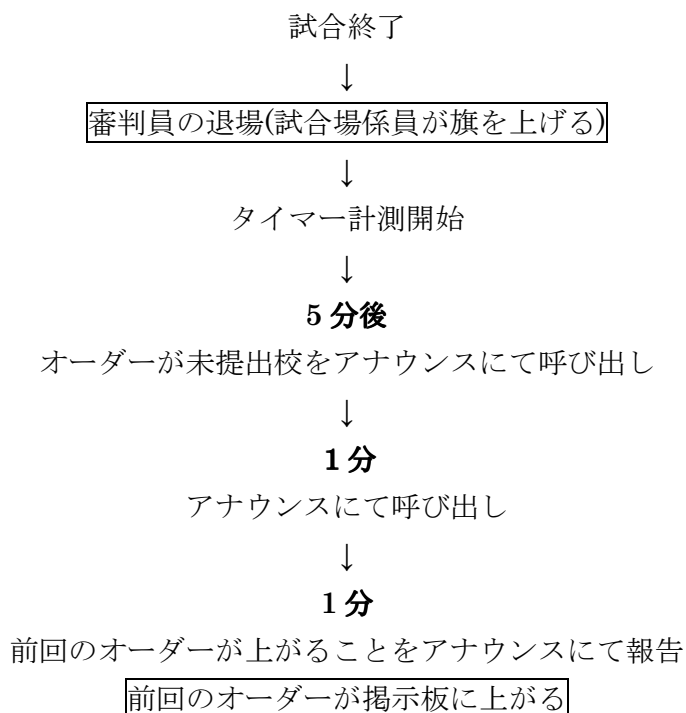 試合終了
↓
審判員の退場(試合場係員が旗を上げる)
↓
タイマー計測開始
↓
5 分後
オーダーが未提出校をアナウンスにて呼び出し
↓
1 分
アナウンスにて呼び出し
↓
1 分
前回のオーダーが上がることをアナウンスにて報告
前回のオーダーが掲示板に上がる